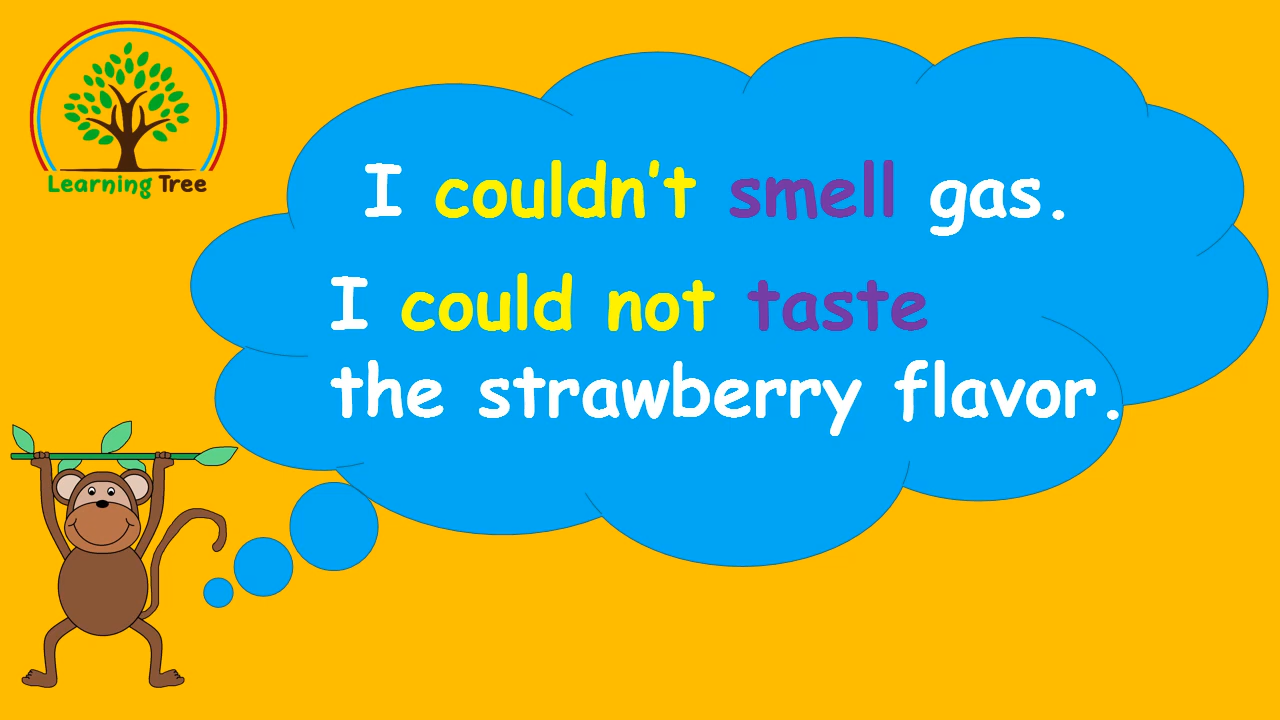 Learning Tree
I couldn't smell gas.
I could not taste
the strawberry flavor.